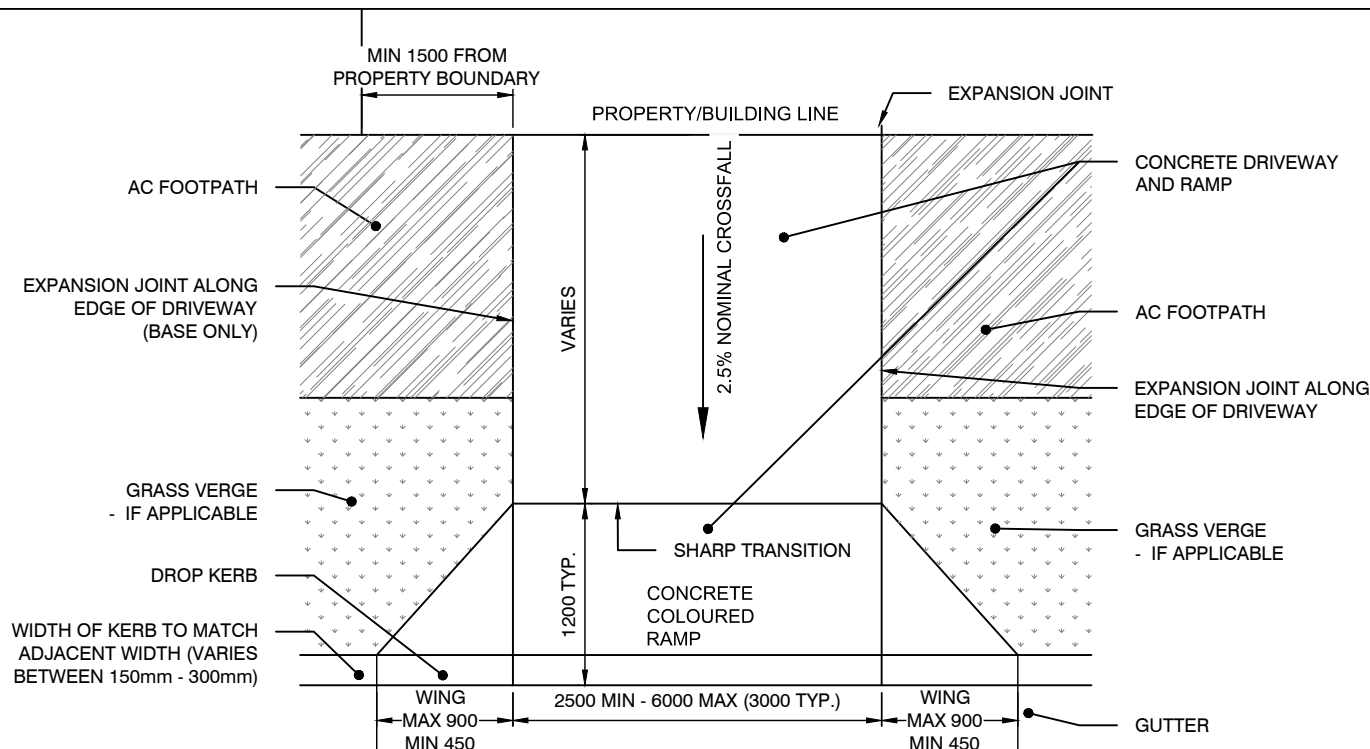 MIN 1500 FROM
PROPERTY BOUNDARY
PROPERTY/BUILDING LINE
EXPANSION JOINT
AC FOOTPATH
CONCRETE DRIVEWAY
AND RAMP
2.5% NOMINAL CROSSFALL
EXPANSION JOINT ALONG
EDGE OF DRIVEWAY
(BASE ONLY)
VARIES
AC FOOTPATH
EXPANSION JOINT ALONG
EDGE OF DRIVEWAY
GRASS VERGE
- IF APPLICABLE
SHARP TRANSITION
GRASS VERGE
- IF APPLICABLE
DROP KERB
1200 TYP.
CONCRETE
COLOURED
RAMP
WIDTH OF KERB TO MATCH
ADJACENT WIDTH (VARIES
BETWEEN 150mm - 300mm)
WING
MAX 900
MIN 450
2500 MIN - 6000 MAX (3000 TYP.)
WING
MAX 900
MIN 450
GUTTER